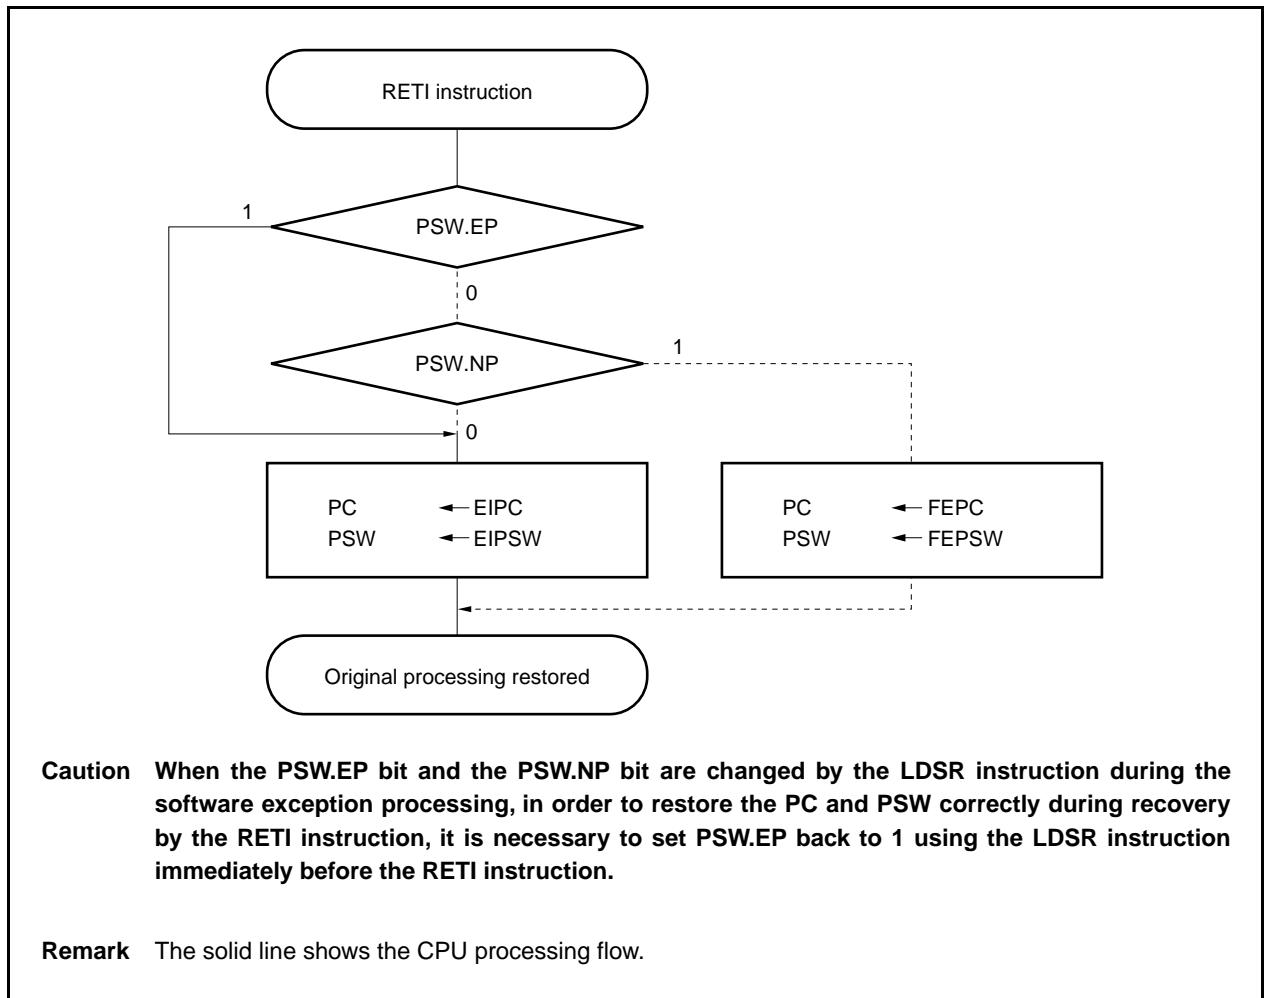 RETI instruction
1
PSW.EP
0
1
PSW.NP
0
PC ← EIPC
PSW ← EIPSW
PC ← FEPC
PSW ← FEPSW
Original processing restored
Caution When the PSW.EP bit and the PSW.NP bit are changed by the LDSR instruction during the
software exception processing, in order to restore the PC and PSW correctly during recovery
by the RETI instruction, it is necessary to set PSW.EP back to 1 using the LDSR instruction
immediately before the RETI instruction.
Remark The solid line shows the CPU processing flow.